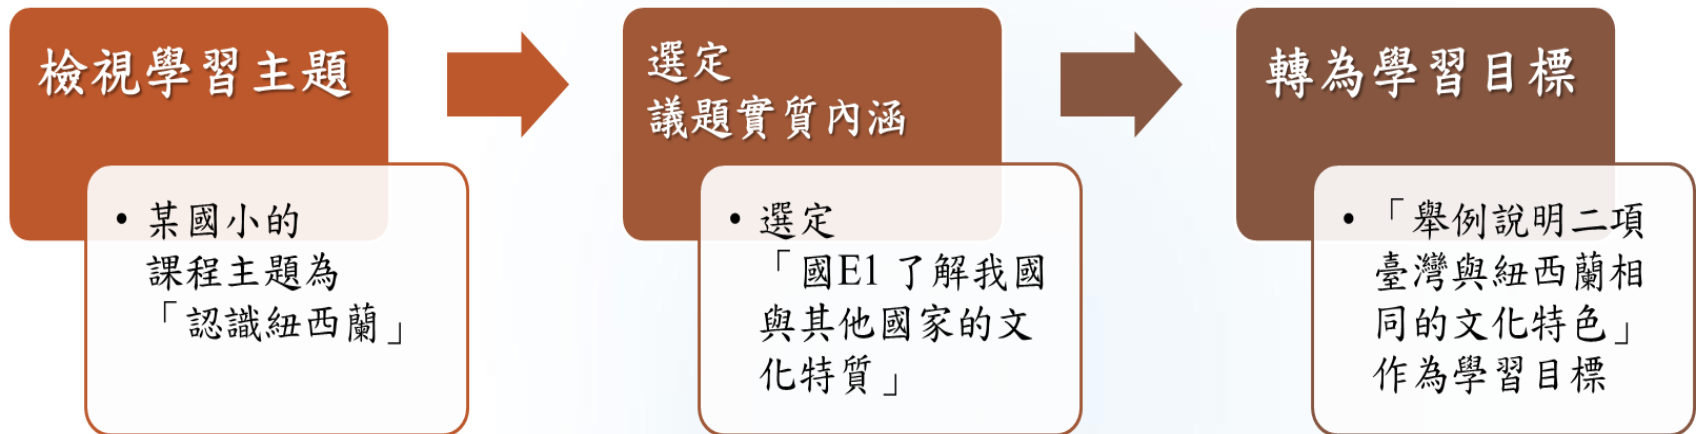 檢視學習主題
• 某國小的
課程主題為
「認識紐西蘭」
選定
議題實質內涵
• 選定
「國E1 了解我國
與其他國家的文
化特質」
轉為學習目標
• 「舉例說明二項
臺灣與紐西蘭相
同的文化特色」
作為學習目標